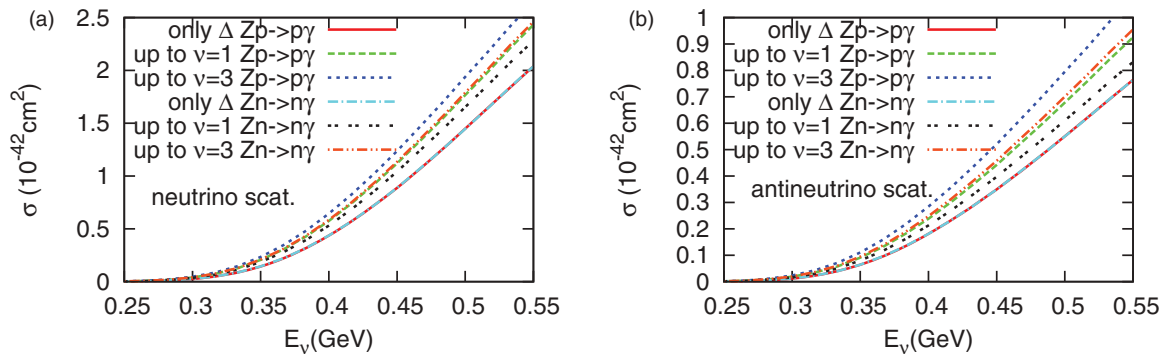 (a)
only Δ Zp->pγ
up to ν=1 Zp->pγ
up to ν=3 Zp->pγ
only Δ Zn->nγ
up to ν=1 Zn->nγ
up to ν=3 Zn->nγ
neutrino scat.
2.5
2
1.5
1
0.5
0
σ (10⁻⁴²cm²)
0.25 0.3 0.35 0.4 0.45 0.5 0.55
Eν(GeV)
(b)
only Δ Zp->pγ
up to ν=1 Zp->pγ
up to ν=3 Zp->pγ
only Δ Zn->nγ
up to ν=1 Zn->nγ
up to ν=3 Zn->nγ
antineutrino scat.
1
0.9
0.8
0.7
0.6
0.5
0.4
0.3
0.2
0.1
0
σ (10⁻⁴²cm²)
0.25 0.3 0.35 0.4 0.45 0.5 0.55
Eν(GeV)